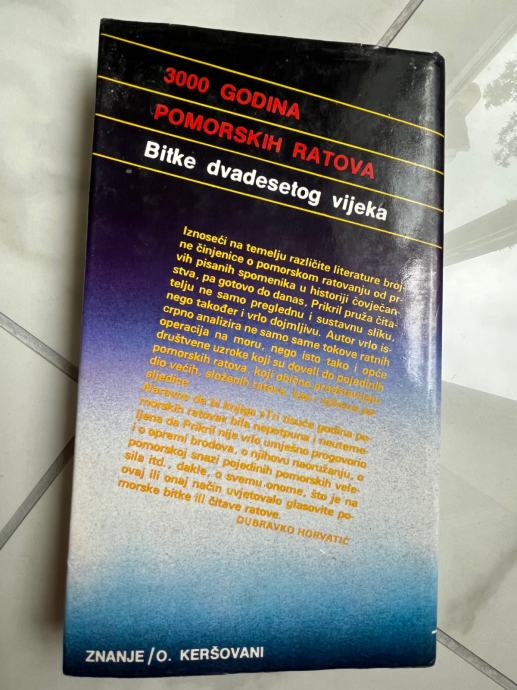 3000 GODINA
POMORSKIH RATOVA
Bitke dvadesetog vijeka
Iznoseći na temelju različite literature broj-
ne činjenice o pomorskom ratovanju od pr-
vih pisanih spomenika u historiji čovječan-
stva, pa gotovo do danas, Prikril pruža čita-
telju ne samo preglednu i sustavnu sliku,
nego također i vrlo dojmljivu. Autor vrlo is-
crpno analizira ne samo same tokove ratnih
operacija na moru, nego isto tako i opće
društvene uzroke koji su doveli do pojedinih
pomorskih ratova, koji obično predstavljaju
dio većih, složenih ratova, kao i njihove po-
sljedice.
Naravno da bi knjiga »Tri tisuće godina po-
morskih ratova« bila nepotpuna i neuteme-
ljena da Prikril nije vrlo umješno progovorio
i o opremi brodova, o njihovu naoružanju, o
pomorskoj snazi pojedinih pomorskih vele-
sila itd., dakle, o svemu onome, što je na
ovaj ili onaj način uvjetovalo glasovite po-
morske bitke ili čitave ratove.
DUBRAVKO HORVATIĆ
ZNANJE/O. KERŠOVANI